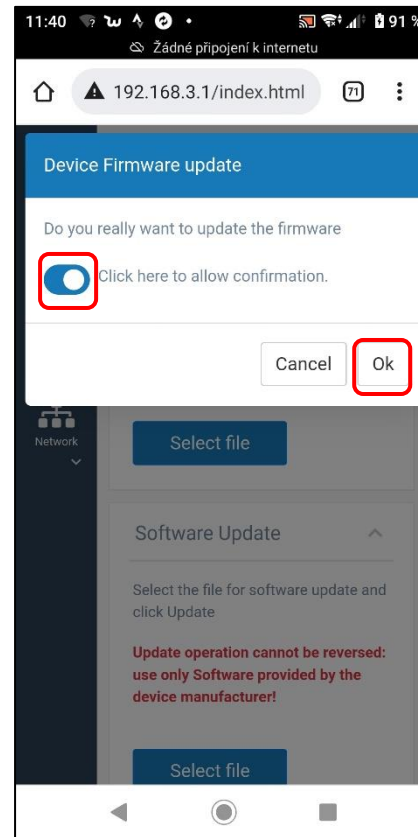 11:40
91 %
Žádné připojení k internetu
192.168.3.1/index.html
71
Device Firmware update
Do you really want to update the firmware
Click here to allow confirmation.
Cancel
Ok
Network
Select file
Software Update
Select the file for software update and
click Update
Update operation cannot be reversed:
use only Software provided by the
device manufacturer!
Select file